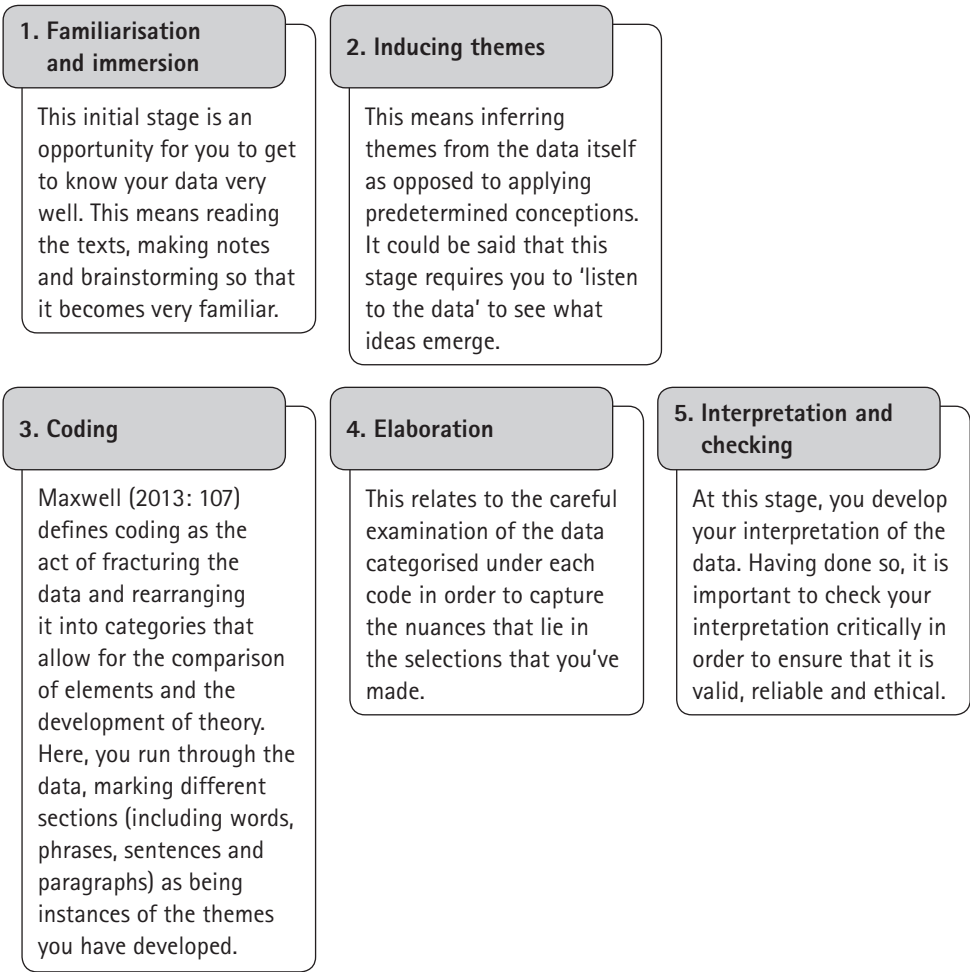 1. Familiarisation
and immersion
This initial stage is an
opportunity for you to get
to know your data very
well. This means reading
the texts, making notes
and brainstorming so that
it becomes very familiar.
2. Inducing themes
This means inferring
themes from the data itself
as opposed to applying
predetermined conceptions.
It could be said that this
stage requires you to ‘listen
to the data’ to see what
ideas emerge.
3. Coding
Maxwell (2013: 107)
defines coding as the
act of fracturing the
data and rearranging
it into categories that
allow for the comparison
of elements and the
development of theory.
Here, you run through the
data, marking different
sections (including words,
phrases, sentences and
paragraphs) as being
instances of the themes
you have developed.
4. Elaboration
This relates to the careful
examination of the data
categorised under each
code in order to capture
the nuances that lie in
the selections that you’ve
made.
5. Interpretation and
checking
At this stage, you develop
your interpretation of the
data. Having done so, it is
important to check your
interpretation critically in
order to ensure that it is
valid, reliable and ethical.